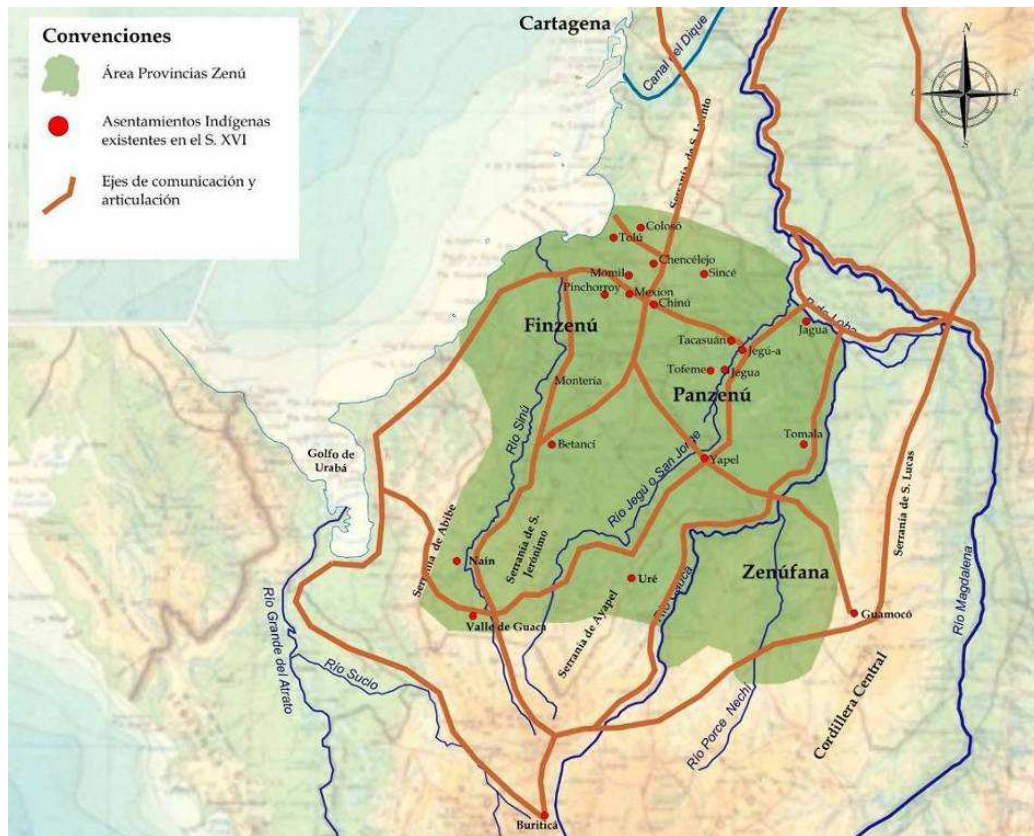 Convenciones
Área Provincias Zenú
Asentamientos Indígenas
existentes en el S. XVI
Ejes de comunicación y
articulación
Cartagena
Canal del Dique
N
E
S
Serranía de S. Jacinto
Colosó
Tolú
Chencélejo
Momil
Sincé
Pinchorroy
Mexion
Chinú
Finzenú
Jagua
Tacasuán
Jegú-a
Tofeme
Jegua
Montería
Panzenú
Río Sinú
Betancí
Tomala
Yapel
Río Jegú o San Jorge
Golfo de
Urabá
Serranía de Abibe
Serranía de S.
Jerónimo
Serranía de S. Lucas
Naín
Uré
Zenúfana
Valle de Guaca
Serranía de Ayapel
Guamocó
Río Magdalena
Río Grande del Atrato
Río Sucio
Río Porce Nechí
Cordillera Central
Buriticá